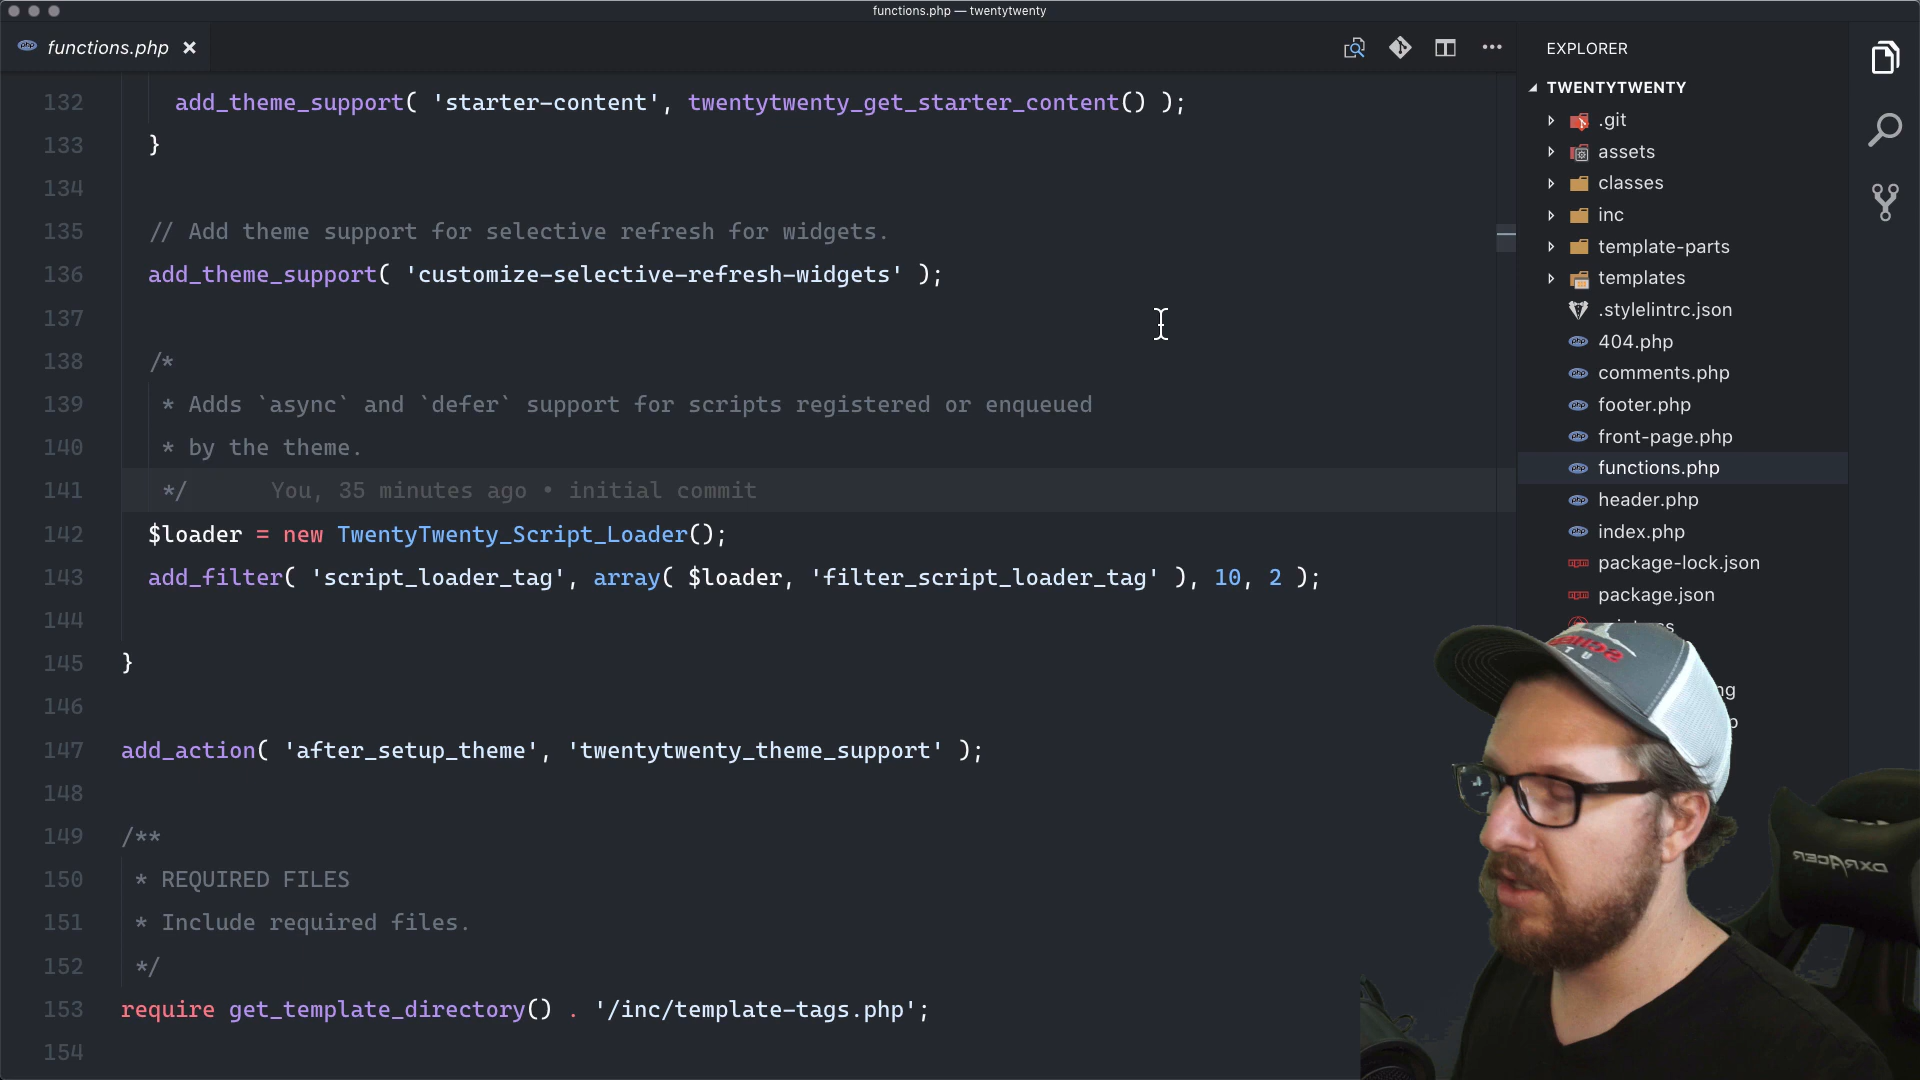 functions.php — twentytwenty
functions.php
132 add_theme_support( 'starter-content', twentytwenty_get_starter_content() );
133 }
134
135 // Add theme support for selective refresh for widgets.
136 add_theme_support( 'customize-selective-refresh-widgets' );
137
138 /*
139 * Adds `async` and `defer` support for scripts registered or enqueued
140 * by the theme.
141 */ You, 35 minutes ago • initial commit
142 $loader = new TwentyTwenty_Script_Loader();
143 add_filter( 'script_loader_tag', array( $loader, 'filter_script_loader_tag' ), 10, 2 );
144
145 }
146
147 add_action( 'after_setup_theme', 'twentytwenty_theme_support' );
148
149 /**
150 * REQUIRED FILES
151 * Include required files.
152 */
153 require get_template_directory() . '/inc/template-tags.php';
154
EXPLORER
TWENTYTWENTY
.git
assets
classes
inc
template-parts
templates
.stylelintrc.json
404.php
comments.php
footer.php
front-page.php
functions.php
header.php
index.php
package-lock.json
package.json
DXRACER